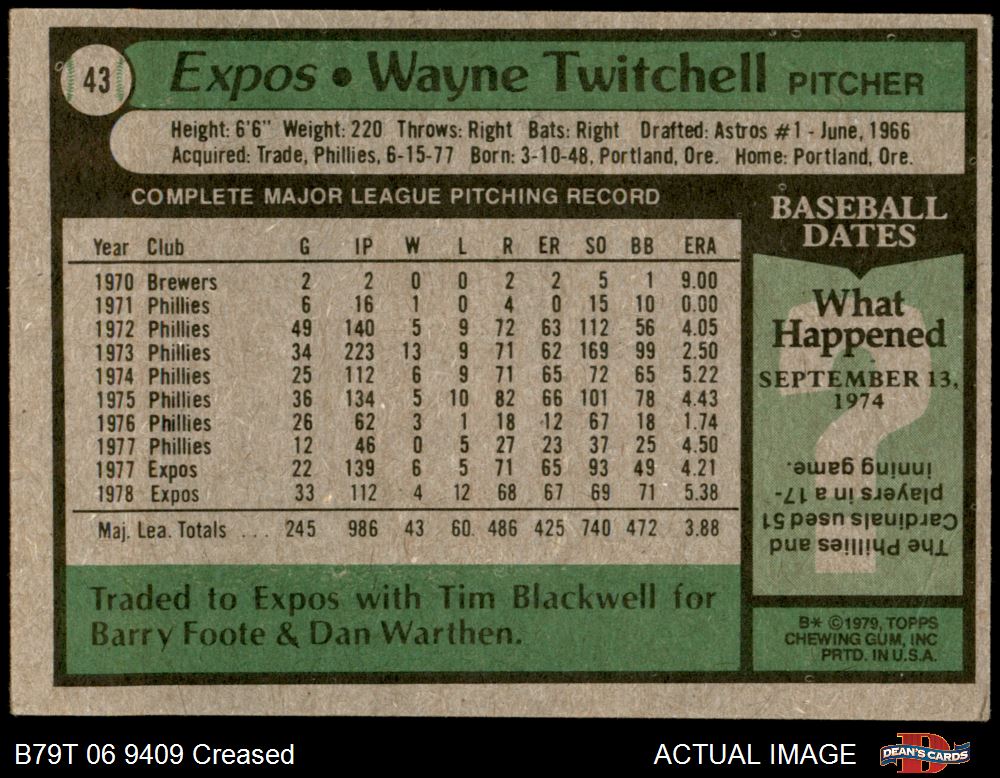 43
Expos • Wayne Twitchell PITCHER
Height: 6'6" Weight: 220 Throws: Right Bats: Right Drafted: Astros #1 - June, 1966
Acquired: Trade, Phillies, 6-15-77 Born: 3-10-48, Portland, Ore. Home: Portland, Ore.
COMPLETE MAJOR LEAGUE PITCHING RECORD
Year Club G IP W L R ER SO BB ERA
1970 Brewers 2 2 0 0 2 2 5 1 9.00
1971 Phillies 6 16 1 0 4 0 15 10 0.00
1972 Phillies 49 140 5 9 72 63 112 56 4.05
1973 Phillies 34 223 13 9 71 62 169 99 2.50
1974 Phillies 25 112 6 9 71 65 72 65 5.22
1975 Phillies 36 134 5 10 82 66 101 78 4.43
1976 Phillies 26 62 3 1 18 12 67 18 1.74
1977 Phillies 12 46 0 5 27 23 37 25 4.50
1977 Expos 22 139 6 5 71 65 93 49 4.21
1978 Expos 33 112 4 12 68 67 69 71 5.38
Maj. Lea. Totals ... 245 986 43 60 486 425 740 472 3.88
Traded to Expos with Tim Blackwell for
Barry Foote & Dan Warthen.
BASEBALL
DATES
What
Happened
SEPTEMBER 13,
1974
The Phillies and
Cardinals used 51
players in a 17-
inning game.
B* ©1979, TOPPS
CHEWING GUM, INC
PRTD. IN U.S.A.
B79T 06 9409 Creased
ACTUAL IMAGE
DEAN'S CARDS